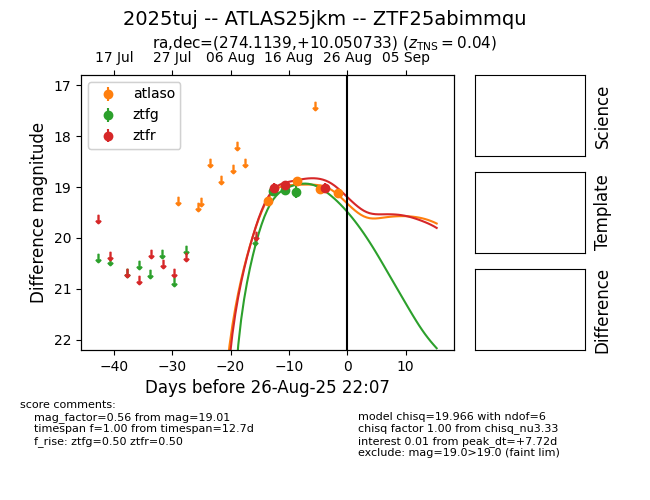 2025tuj -- ATLAS25jkm -- ZTF25abimmqu
ra,dec=(274.1139,+10.050733) (zTNS = 0.04)
17 Jul 27 Jul 06 Aug 16 Aug 26 Aug 05 Sep
atlaso
ztfg
ztfr
17
18
19
20
21
22
Difference magnitude
−40 −30 −20 −10 0 10
Days before 26-Aug-25 22:07
Science
Template
Difference
score comments:
mag_factor=0.56 from mag=19.01
timespan f=1.00 from timespan=12.7d
f_rise: ztfg=0.50 ztfr=0.50
model chisq=19.966 with ndof=6
chisq factor 1.00 from chisq_nu3.33
interest 0.01 from peak_dt=+7.72d
exclude: mag=19.0>19.0 (faint lim)